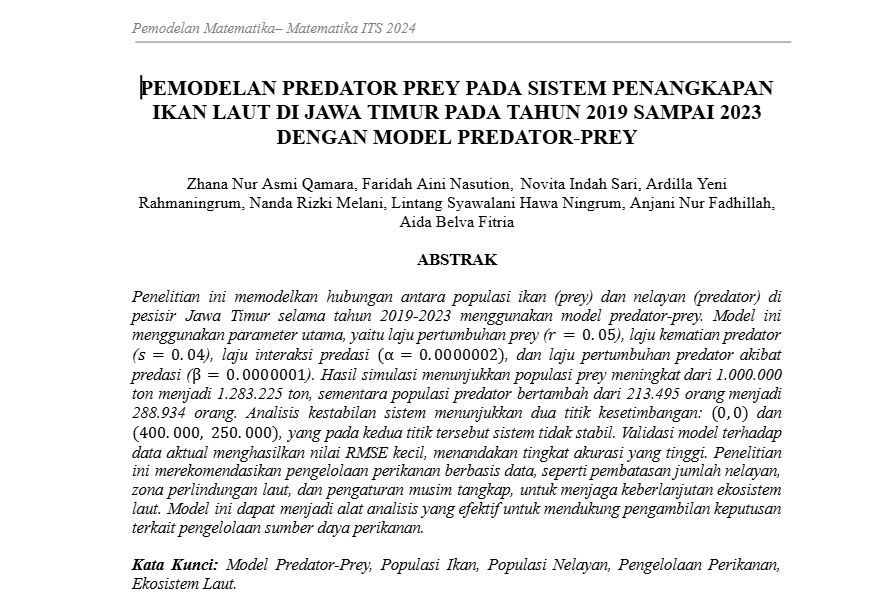 Pemodelan Matematika– Matematika ITS 2024
PEMODELAN PREDATOR PREY PADA SISTEM PENANGKAPAN
IKAN LAUT DI JAWA TIMUR PADA TAHUN 2019 SAMPAI 2023
DENGAN MODEL PREDATOR-PREY
Zhana Nur Asmi Qamara, Faridah Aini Nasution, Novita Indah Sari, Ardilla Yeni
Rahmaningrum, Nanda Rizki Melani, Lintang Syawalani Hawa Ningrum, Anjani Nur Fadhillah,
Aida Belva Fitria
ABSTRAK
Penelitian ini memodelkan hubungan antara populasi ikan (prey) dan nelayan (predator) di
pesisir Jawa Timur selama tahun 2019-2023 menggunakan model predator-prey. Model ini
menggunakan parameter utama, yaitu laju pertumbuhan prey (r = 0.05), laju kematian predator
(s = 0.04), laju interaksi predasi (α = 0.0000002), dan laju pertumbuhan predator akibat
predasi (β = 0.0000001). Hasil simulasi menunjukkan populasi prey meningkat dari 1.000.000
ton menjadi 1.283.225 ton, sementara populasi predator bertambah dari 213.495 orang menjadi
288.934 orang. Analisis kestabilan sistem menunjukkan dua titik kesetimbangan: (0,0) dan
(400.000, 250.000), yang pada kedua titik tersebut sistem tidak stabil. Validasi model terhadap
data aktual menghasilkan nilai RMSE kecil, menandakan tingkat akurasi yang tinggi. Penelitian
ini merekomendasikan pengelolaan perikanan berbasis data, seperti pembatasan jumlah nelayan,
zona perlindungan laut, dan pengaturan musim tangkap, untuk menjaga keberlanjutan ekosistem
laut. Model ini dapat menjadi alat analisis yang efektif untuk mendukung pengambilan keputusan
terkait pengelolaan sumber daya perikanan.
Kata Kunci: Model Predator-Prey, Populasi Ikan, Populasi Nelayan, Pengelolaan Perikanan,
Ekosistem Laut.